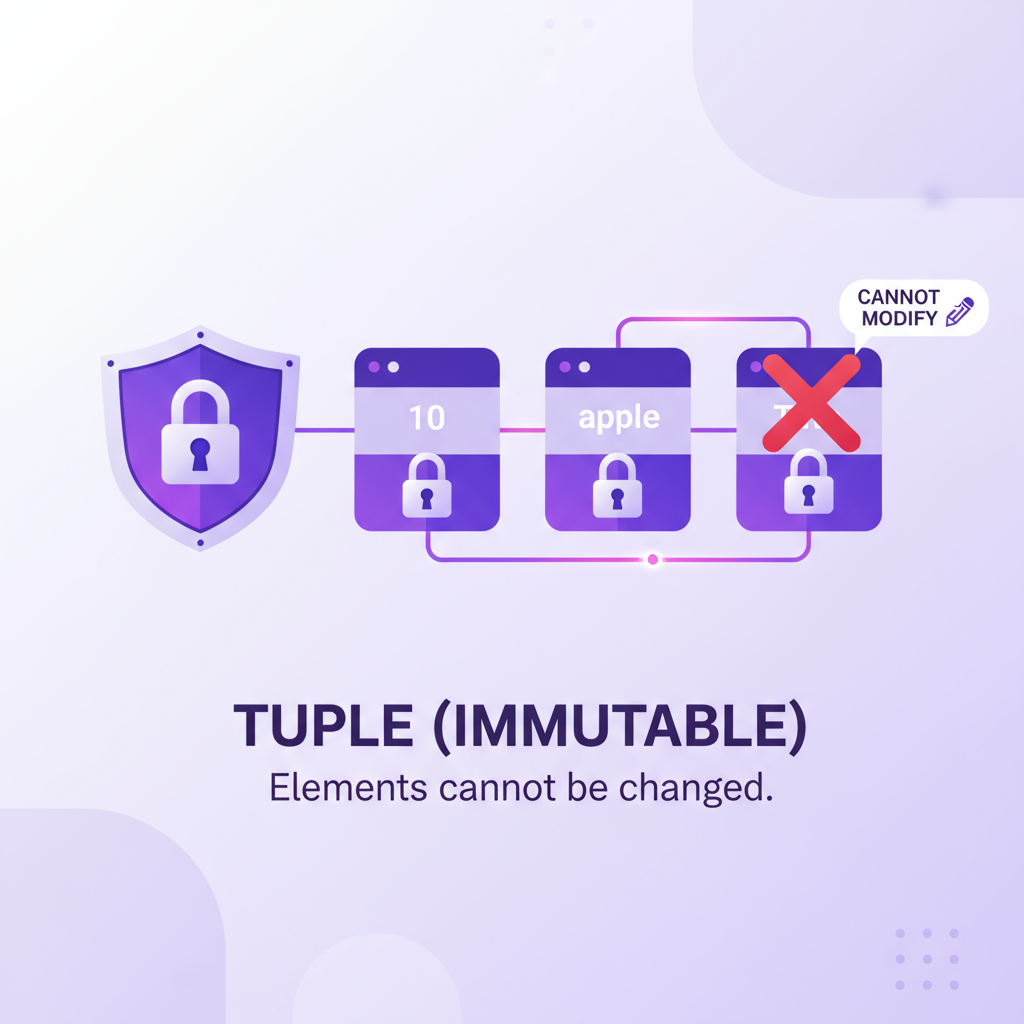 CANNOT
MODIFY
10
apple
TUPLE (IMMUTABLE)
Elements cannot be changed.